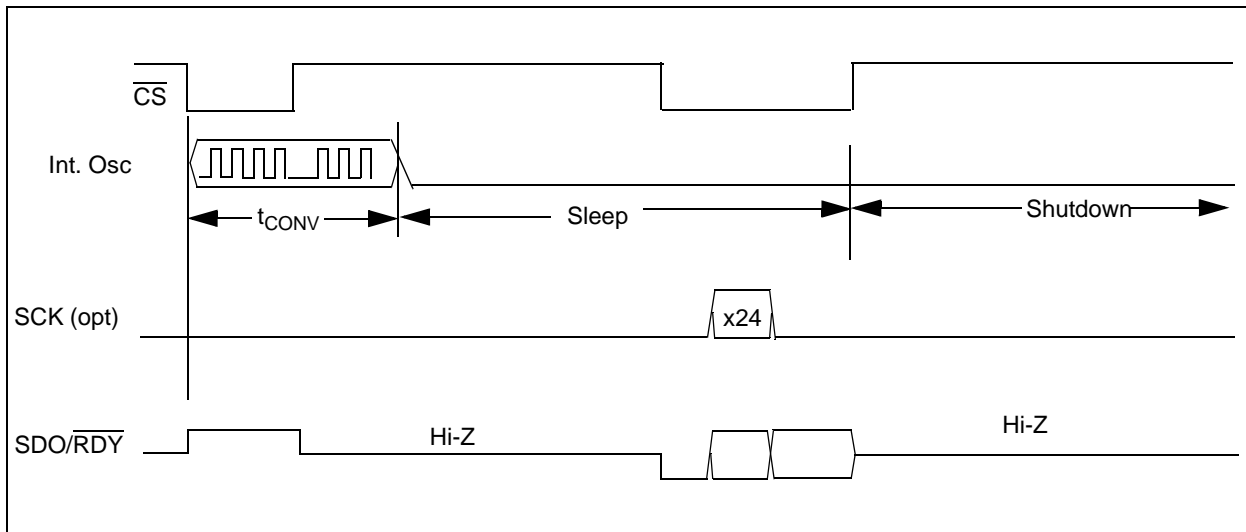 CS
Int. Osc
tCONV
Sleep
Shutdown
SCK (opt)
x24
SDO/RDY
Hi-Z
Hi-Z